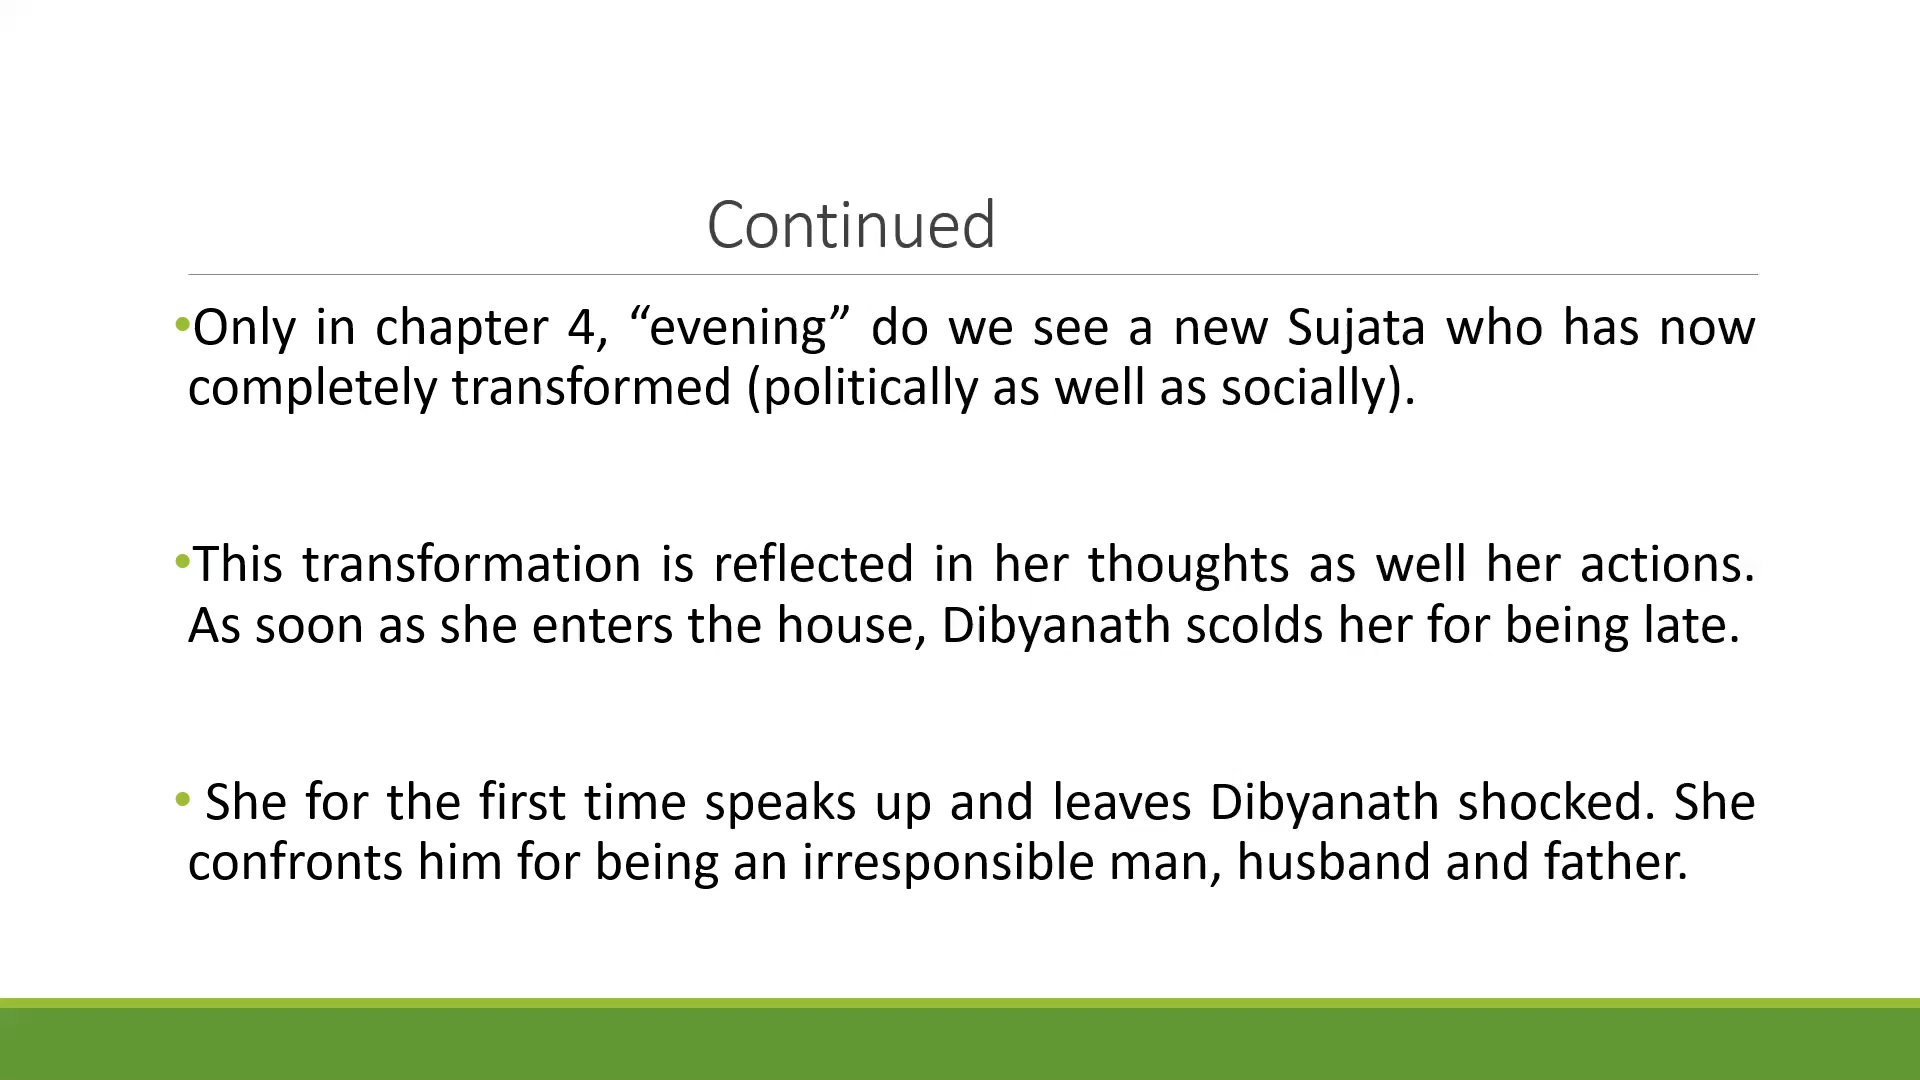 Continued
•Only in chapter 4, “evening” do we see a new Sujata who has now
completely transformed (politically as well as socially).
•This transformation is reflected in her thoughts as well her actions.
As soon as she enters the house, Dibyanath scolds her for being late.
• She for the first time speaks up and leaves Dibyanath shocked. She
confronts him for being an irresponsible man, husband and father.